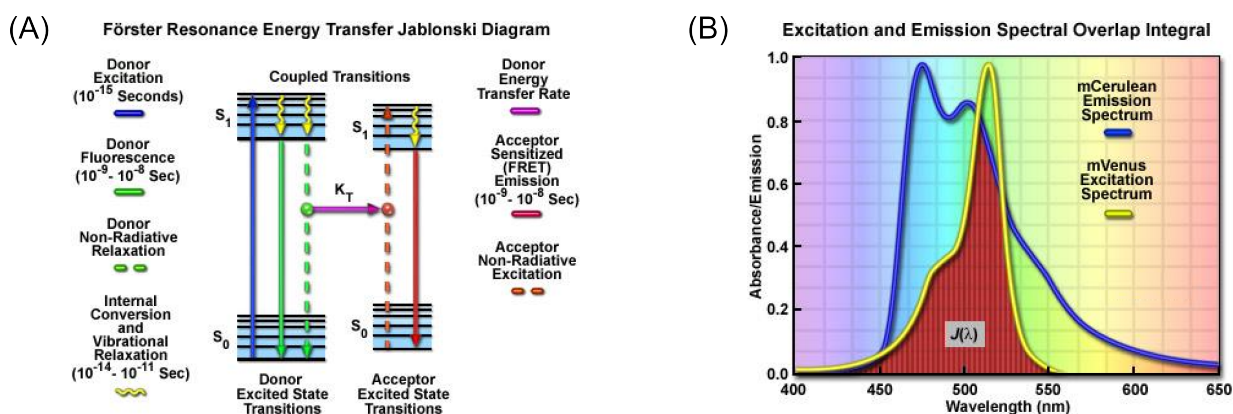 (A)
Förster Resonance Energy Transfer Jablonski Diagram
Donor
Excitation
(10⁻¹⁵ Seconds)
Donor
Fluorescence
(10⁻⁹- 10⁻⁸ Sec)
Donor
Non-Radiative
Relaxation
Internal
Conversion
and
Vibrational
Relaxation
(10⁻¹⁴- 10⁻¹¹ Sec)
Coupled Transitions
S₁
S₁
K_T
S₀
S₀
Donor
Excited State
Transitions
Acceptor
Excited State
Transitions
Donor
Energy
Transfer Rate
Acceptor
Sensitized
(FRET)
Emission
(10⁻⁹- 10⁻⁸ Sec)
Acceptor
Non-Radiative
Excitation
(B)
Excitation and Emission Spectral Overlap Integral
Absorbance/Emission
1.0
0.8
0.6
0.4
0.2
0.0
mCerulean
Emission
Spectrum
mVenus
Excitation
Spectrum
J(λ)
400
450
500
550
600
650
Wavelength (nm)